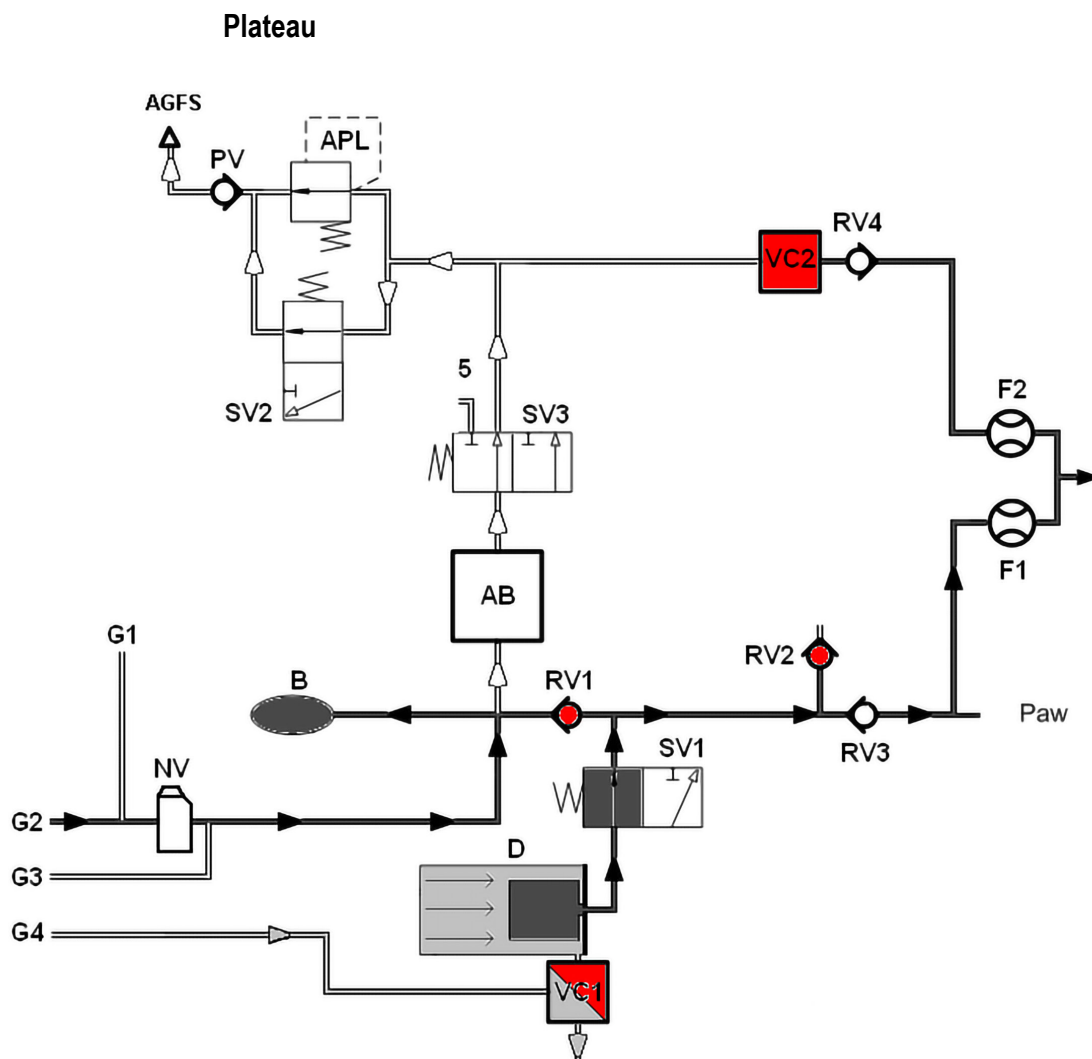 Plateau
AGFS
APL
PV
RV4
VC2
5
SV2
SV3
F2
F1
AB
G1
B
RV1
RV2
Paw
NV
SV1
RV3
G2
D
G3
G4
VC1